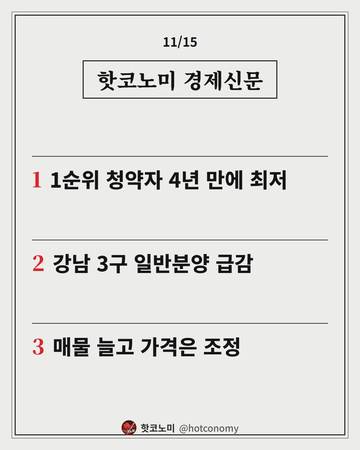 11/15
핫코노미 경제신문
1 1순위 청약자 4년 만에 최저
2 강남 3구 일반분양 급감
3 매물 늘고 가격은 조정
핫코노미 @hotconomy